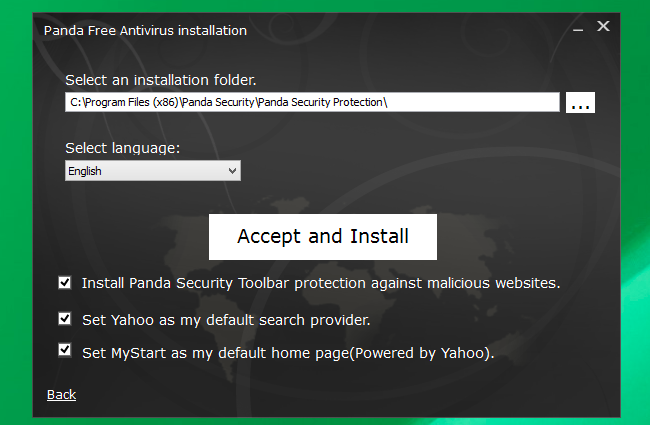 Panda Free Antivirus installation
Select an installation folder.
C:\Program Files (x86)\Panda Security\Panda Security Protection\
...
Select language:
English
Accept and Install
Install Panda Security Toolbar protection against malicious websites.
Set Yahoo as my default search provider.
Set MyStart as my default home page(Powered by Yahoo).
Back